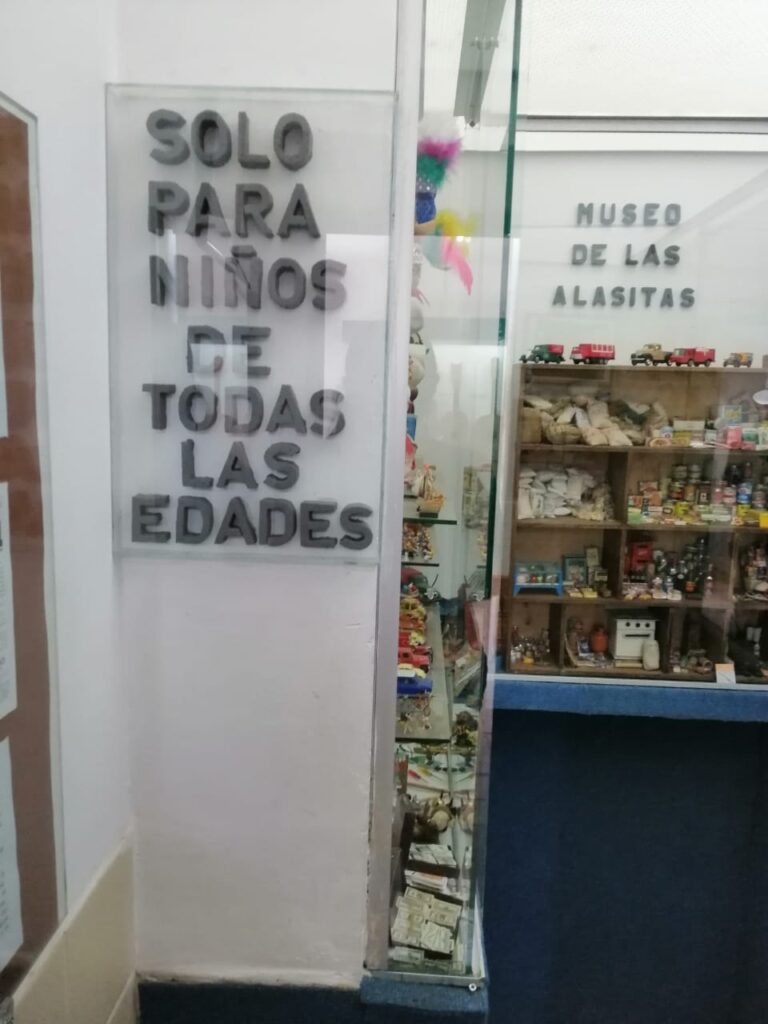 SOLO
PARA
NIÑOS
DE
TODAS
LAS
EDADES
MUSEO
DE LAS
ALASITAS